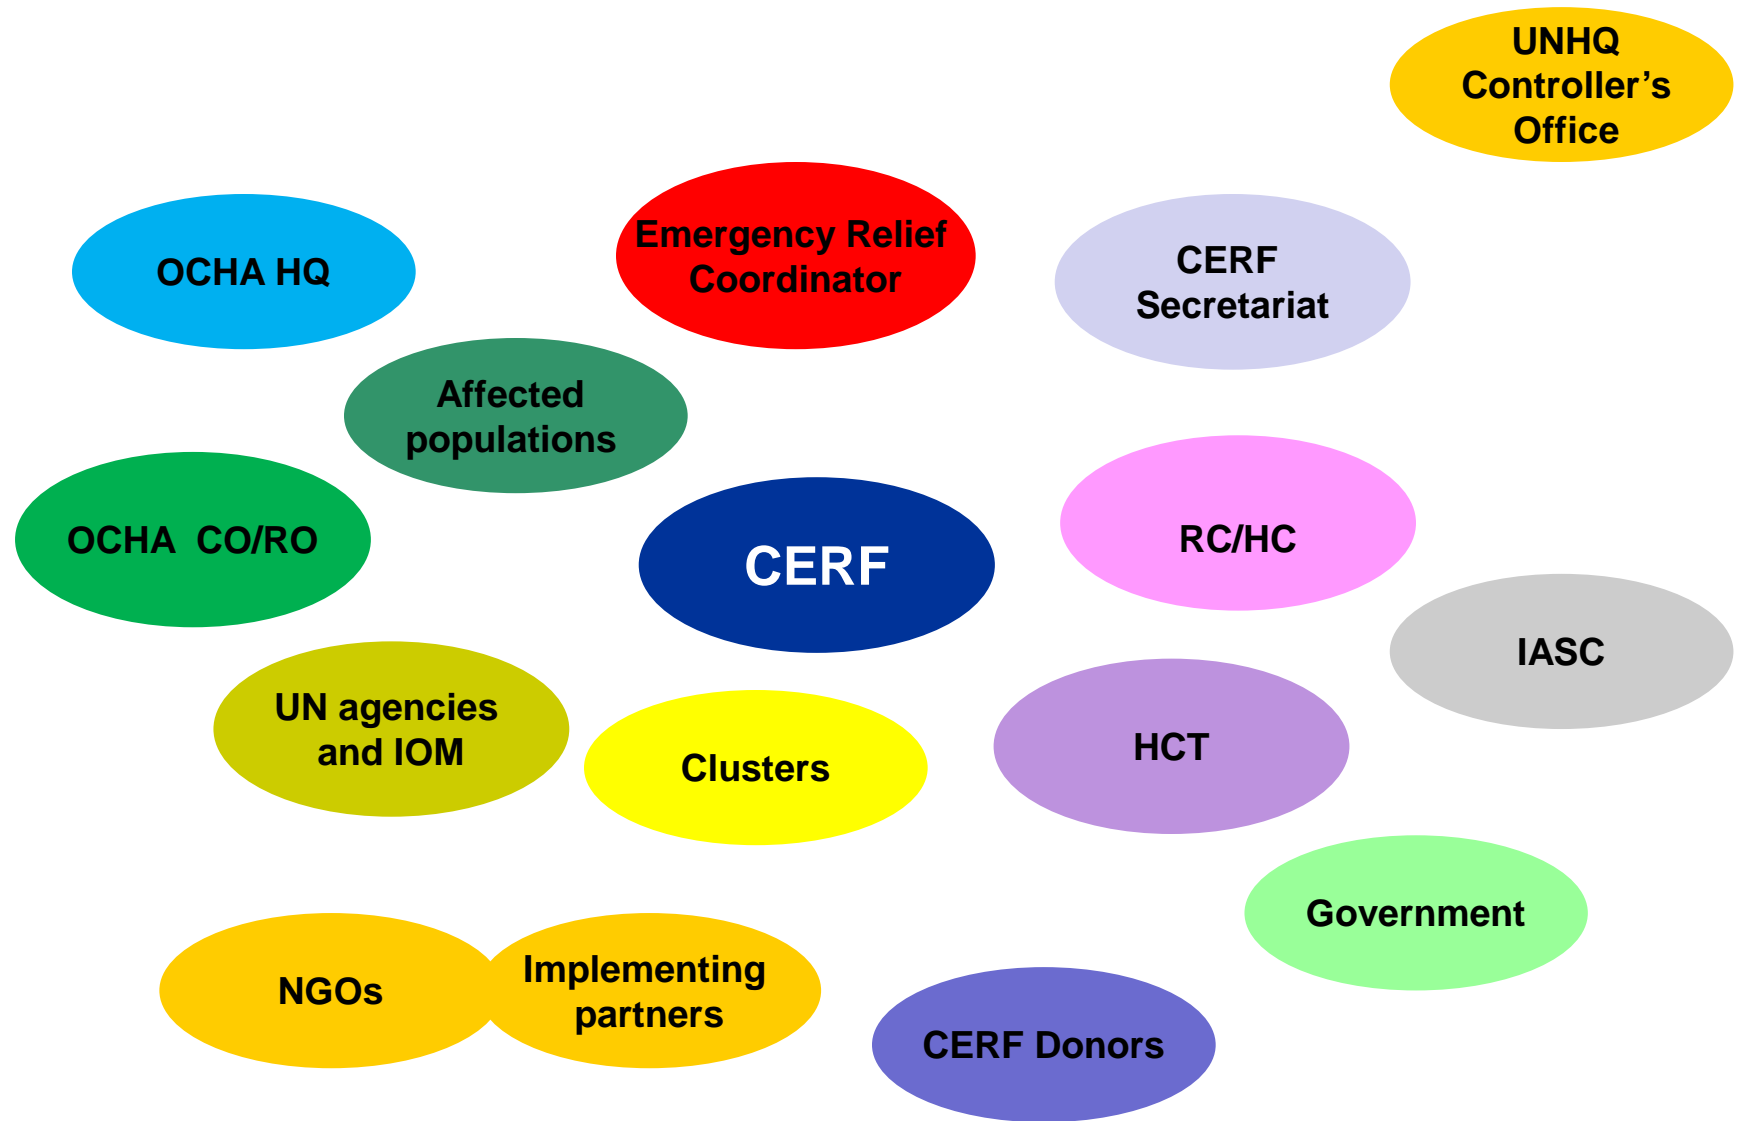 UNHQ
Controller’s
Office
Emergency Relief
Coordinator
OCHA HQ
CERF
Secretariat
Affected
populations
OCHA CO/RO
CERF
RC/HC
IASC
UN agencies
and IOM
Clusters
HCT
Government
NGOs
Implementing
partners
CERF Donors